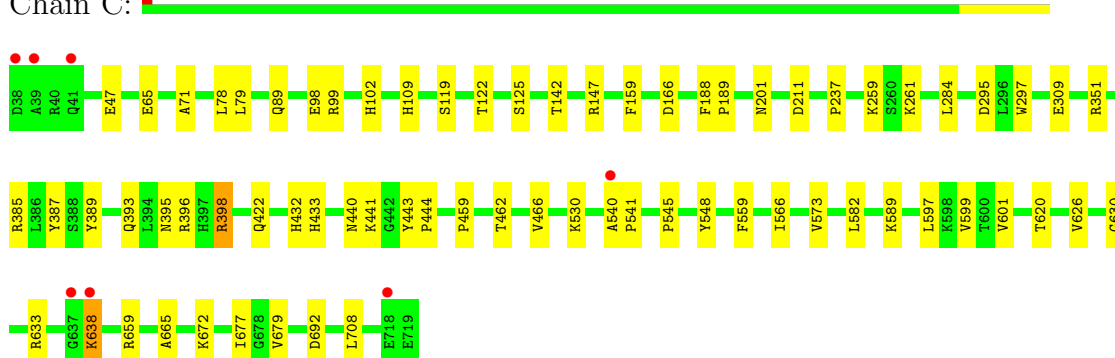 Chain C:
D38 A39 R40 Q41 E47 E65 A71 L78 L79 Q89 E98 R99 H102 H109 S119 T122 S125 T142 R147 F159 D166 F188 P189 N201 D211 P237 K259 S260 K261 L284 D295 L296 W297 E309 R351
R385 L386 Y387 S388 Y389 Q393 L394 N395 R396 H397 R398 Q422 H432 H433 N440 K441 G442 Y443 P444 P459 T462 V466 K530 A540 P541 P545 Y548 F559 I566 V573 L582 K589 L597 K598 V599 T600 V601 T620 V626 G630
R633 G637 K638 R659 A665 K672 I677 G678 V679 D692 L708 E718 E719